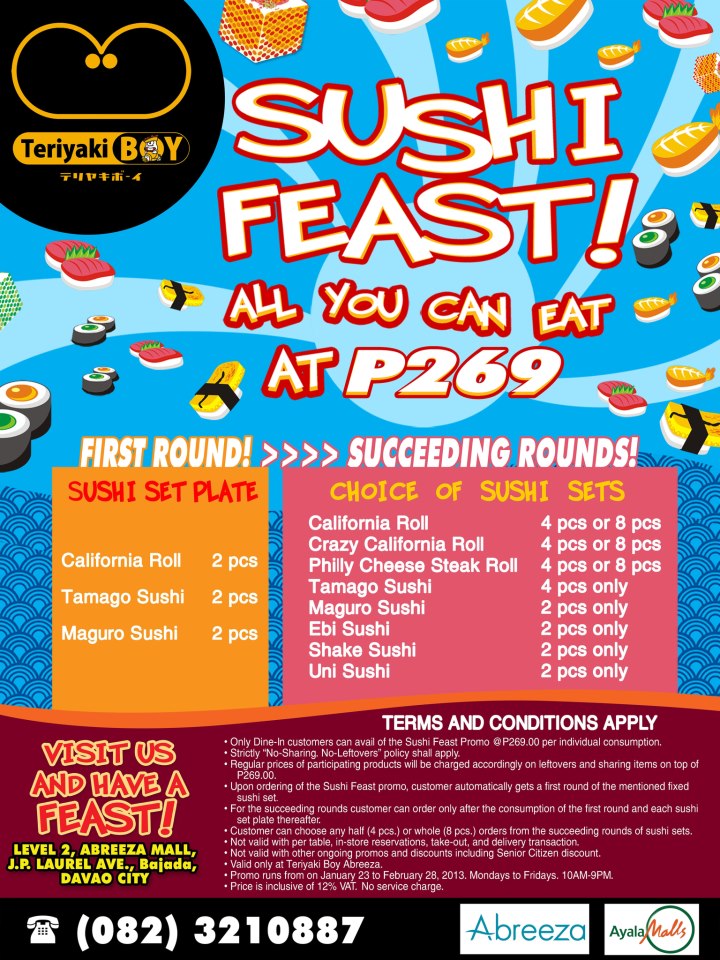 Teriyaki BOY
テリヤキボーイ
SUSHI
FEAST!
ALL YOU CAN EAT
AT P269
FIRST ROUND! >>>> SUCCEEDING ROUNDS!
SUSHI SET PLATE
California Roll 2 pcs
Tamago Sushi 2 pcs
Maguro Sushi 2 pcs
CHOICE OF SUSHI SETS
California Roll 4 pcs or 8 pcs
Crazy California Roll 4 pcs or 8 pcs
Philly Cheese Steak Roll 4 pcs or 8 pcs
Tamago Sushi 4 pcs only
Maguro Sushi 2 pcs only
Ebi Sushi 2 pcs only
Shake Sushi 2 pcs only
Uni Sushi 2 pcs only
TERMS AND CONDITIONS APPLY
• Only Dine-In customers can avail of the Sushi Feast Promo @P269.00 per individual consumption.
• Strictly "No-Sharing. No-Leftovers" policy shall apply.
• Regular prices of participating products will be charged accordingly on leftovers and sharing items on top of
P269.00.
• Upon ordering of the Sushi Feast promo, customer automatically gets a first round of the mentioned fixed
sushi set.
• For the succeeding rounds customer can order only after the consumption of the first round and each sushi
set plate thereafter.
• Customer can choose any half (4 pcs.) or whole (8 pcs.) orders from the succeeding rounds of sushi sets.
• Not valid with per table, in-store reservations, take-out, and delivery transaction.
• Not valid with other ongoing promos and discounts including Senior Citizen discount.
• Valid only at Teriyaki Boy Abreeza.
• Promo runs from on January 23 to February 28, 2013. Mondays to Fridays. 10AM-9PM.
• Price is inclusive of 12% VAT. No service charge.
VISIT US
AND HAVE A
FEAST!
LEVEL 2, ABREEZA MALL,
J.P. LAUREL AVE., Bajada,
DAVAO CITY
(082) 3210887
Abreeza
Ayala Malls